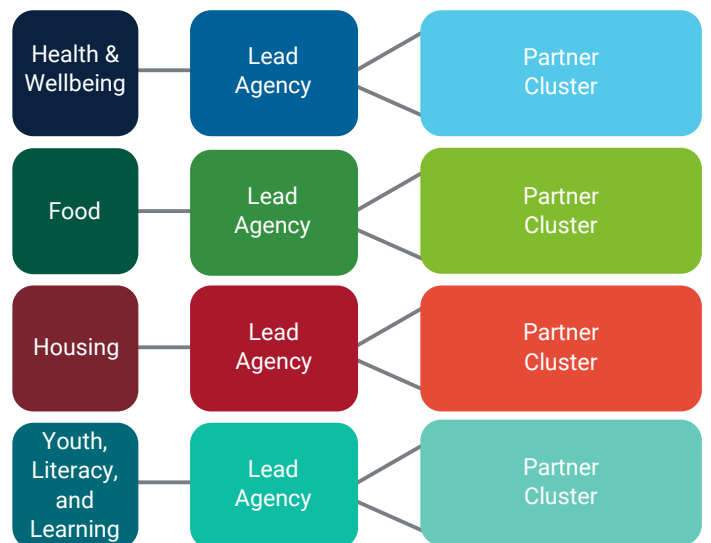 Health &
Wellbeing
Lead
Agency
Partner
Cluster
Food
Lead
Agency
Partner
Cluster
Housing
Lead
Agency
Partner
Cluster
Youth,
Literacy,
and
Learning
Lead
Agency
Partner
Cluster